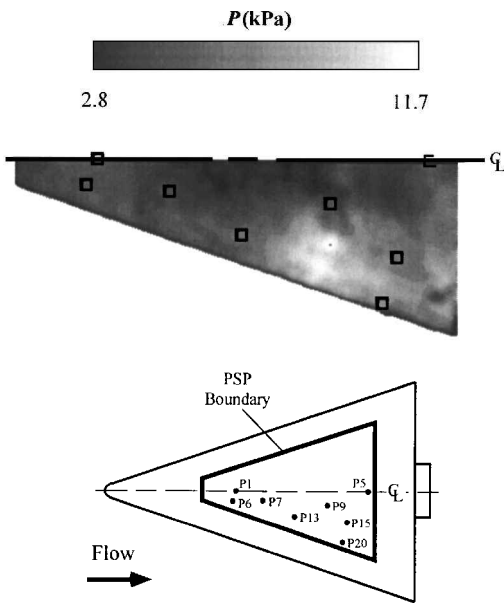 P(kPa)
2.8 11.7
CL
PSP
Boundary
P1 P5 CL
P6 P7 P9
P13 P15
P20
Flow